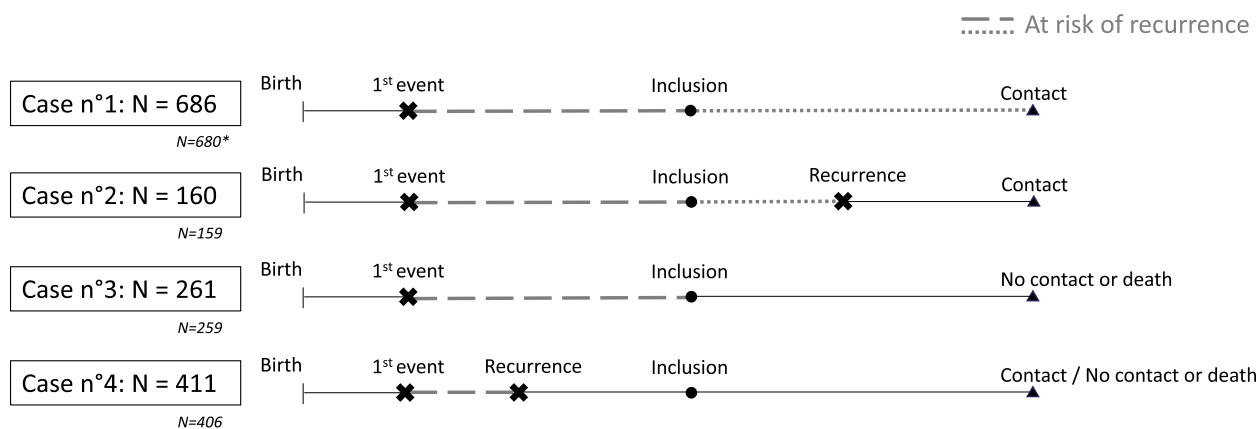 At risk of recurrence
Case n°1: N = 686
N=680*
Birth
1st event
Inclusion
Contact
Case n°2: N = 160
N=159
Birth
1st event
Inclusion
Recurrence
Contact
Case n°3: N = 261
N=259
Birth
1st event
Inclusion
No contact or death
Case n°4: N = 411
N=406
Birth
1st event
Recurrence
Inclusion
Contact / No contact or death